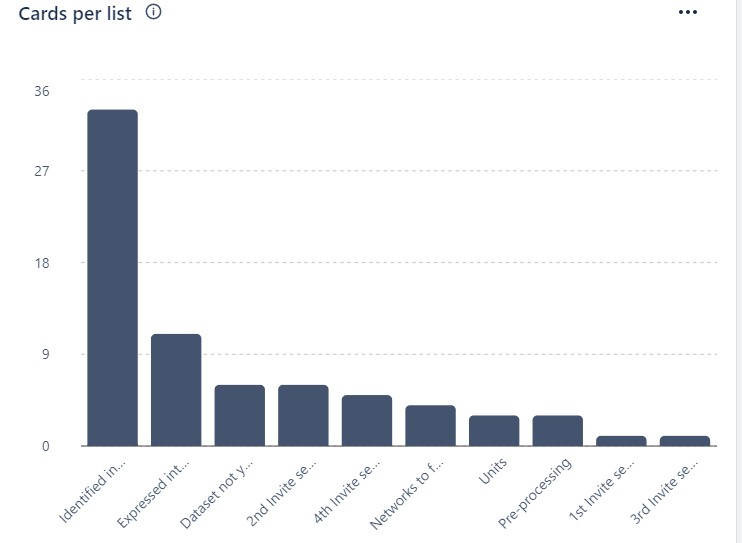 Cards per list
36
27
18
9
0
Identified in...
Expressed int...
Dataset not y...
2nd Invite se...
4th Invite se...
Networks to f...
Units
Pre-processing
1st Invite se...
3rd Invite se...